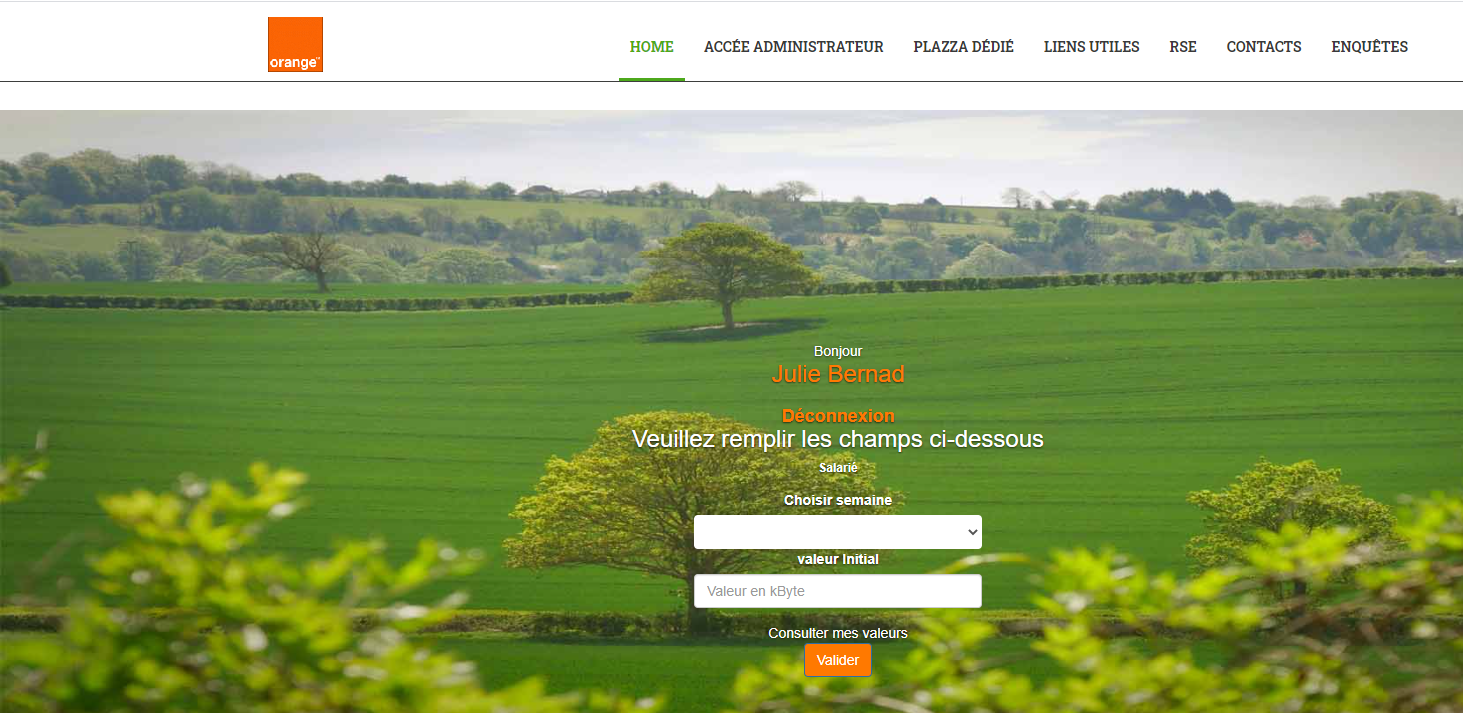 orange™
HOME ACCÉE ADMINISTRATEUR PLAZZA DÉDIÉ LIENS UTILES RSE CONTACTS ENQUÊTES
Bonjour
Julie Bernad
Déconnexion
Veuillez remplir les champs ci-dessous
Salarié
Choisir semaine
valeur Initial
Valeur en kByte
Consulter mes valeurs
Valider